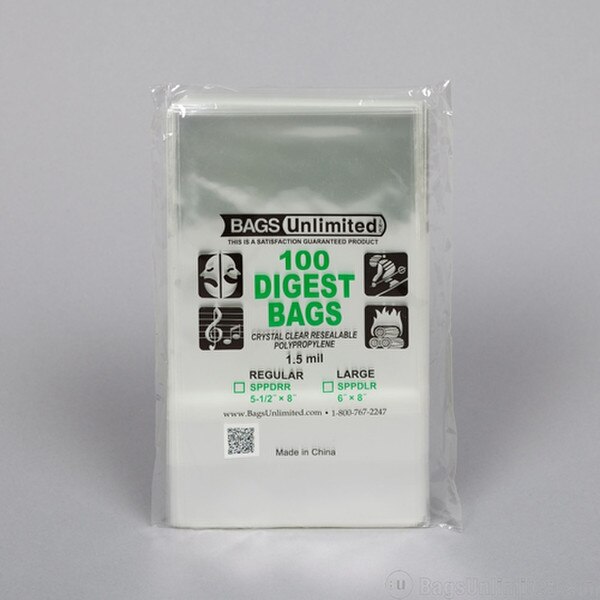 BAGS Unlimited
THIS IS A SATISFACTION GUARANTEED PRODUCT
100
DIGEST
BAGS
CRYSTAL CLEAR RESEALABLE
POLYPROPYLENE
1.5 mil
REGULAR LARGE
SPPDRR SPPDLR
5-1/2" × 8" 6" × 8"
www.BagsUnlimited.com • 1-800-767-2247
Made in China
BU BagsUnlimited.com